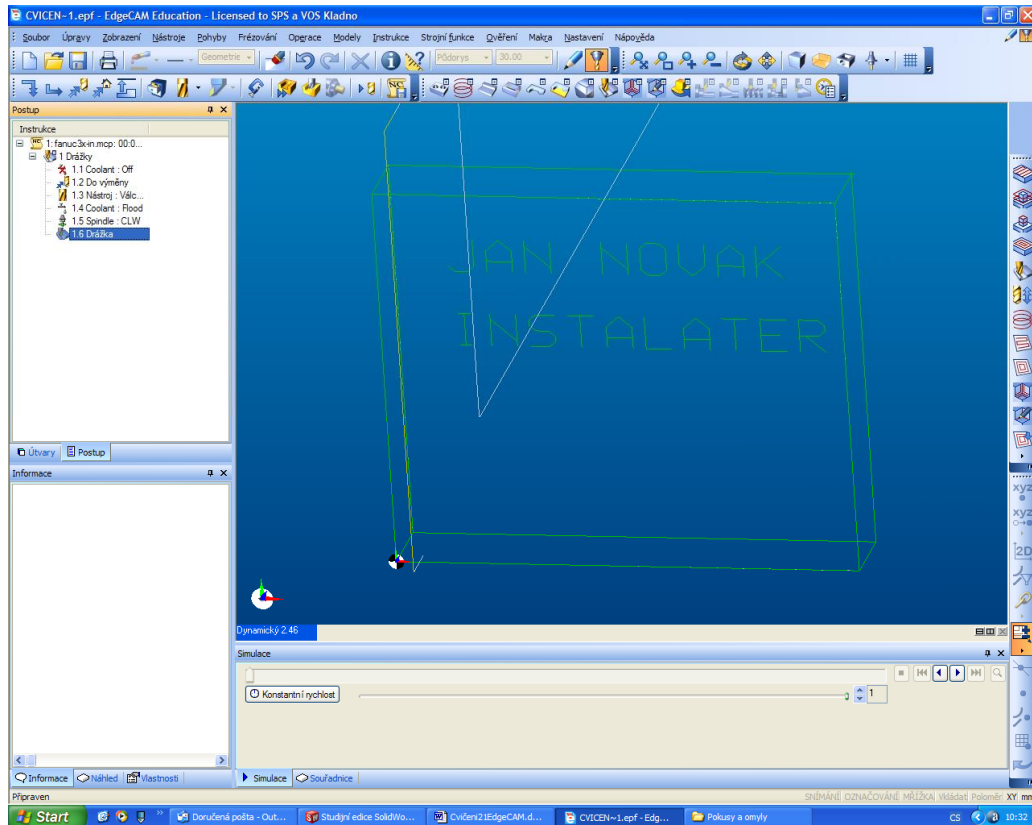 CVICEN~1.epf - EdgeCAM Education - Licensed to SPS a VOS Kladno
Soubor Úpravy Zobrazení Nástroje Pohyby Frézování Operace Modely Instrukce Strojní funkce Ověření Makra Nastavení Nápověda
Geometrie Půdorys 30.00
Postup
Instrukce
1: fanuc3x-in.mcp: 00:0...
1 Drážky
1.1 Coolant : Off
1.2 Do výměny
1.3 Nástroj : Válc...
1.4 Coolant : Flood
1.5 Spindle : CLW
1.6 Drážka
JAN NOVAK
INSTALATER
Útvary Postup
Informace
xyz
xyz
2D
Dynamický 2.46
Simulace
Konstantní rychlost 1
Informace Náhled Vlastnosti Simulace Souřadnice
Připraven SNÍMÁNÍ OZNAČOVÁNÍ MŘÍŽKA Vkládat Poloměr XY mm
Start Doručená pošta - Out... Studijní edice SolidWo... Cvičení21EdgeCAM.d... CVICEN~1.epf - Edg... Pokusy a omyly CS 10:32